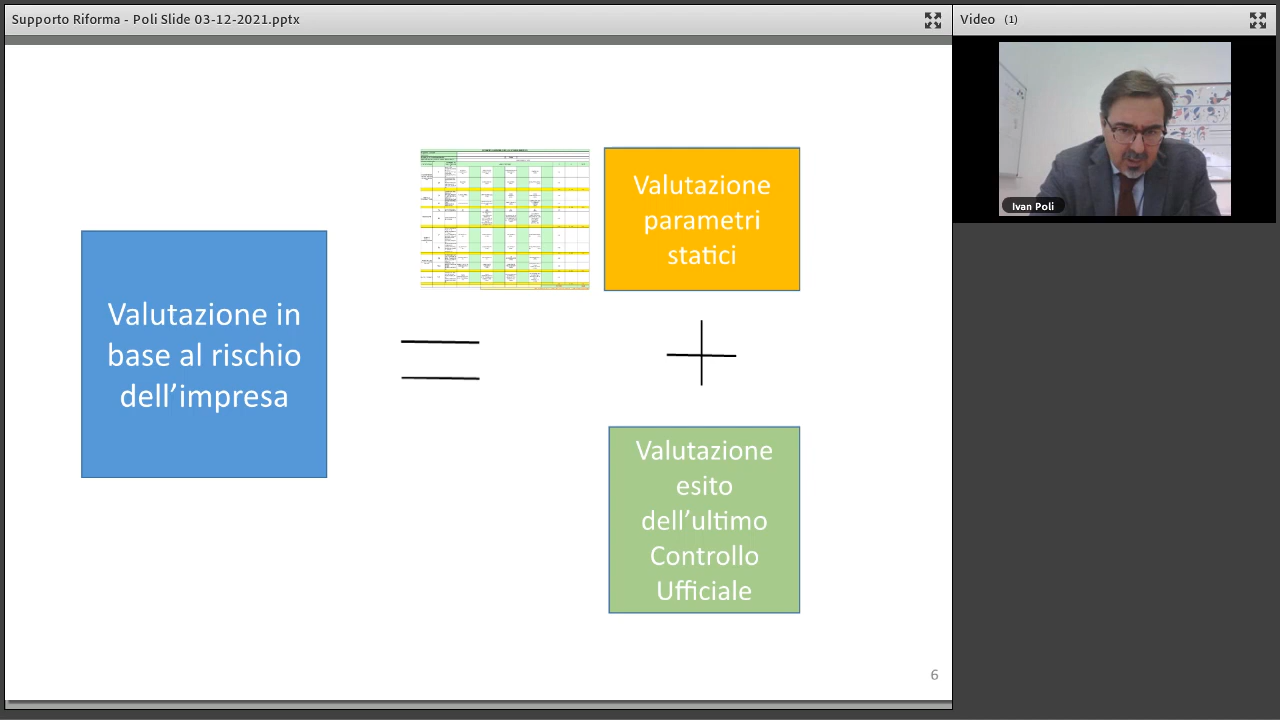 Supporto Riforma - Poli Slide 03-12-2021.pptx
Video (1)
Ivan Poli
Valutazione in
base al rischio
dell’impresa
Valutazione
parametri
statici
Valutazione
esito
dell’ultimo
Controllo
Ufficiale
6